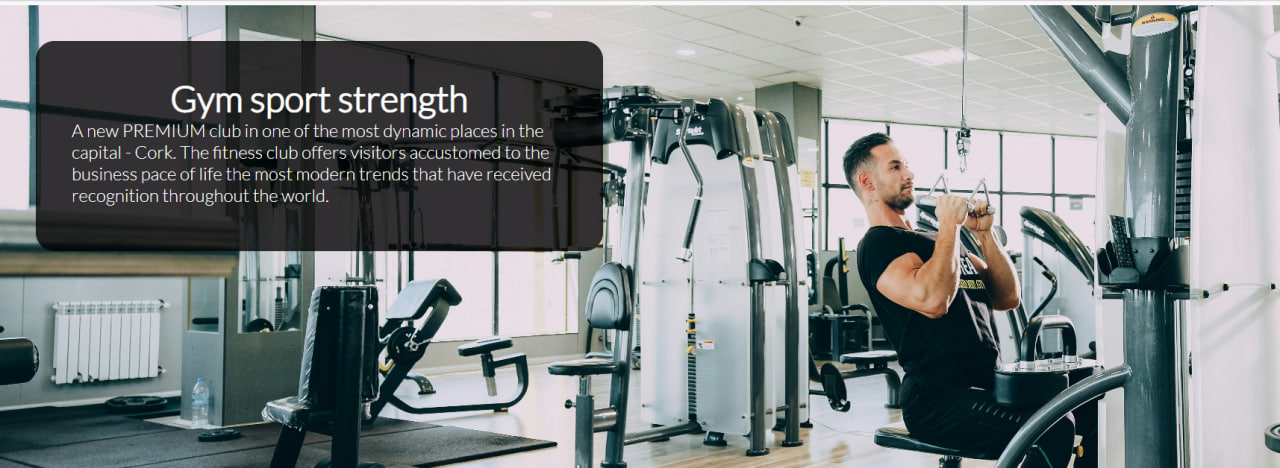 Gym sport strength
A new PREMIUM club in one of the most dynamic places in the
capital - Cork. The fitness club offers visitors accustomed to the
business pace of life the most modern trends that have received
recognition throughout the world.